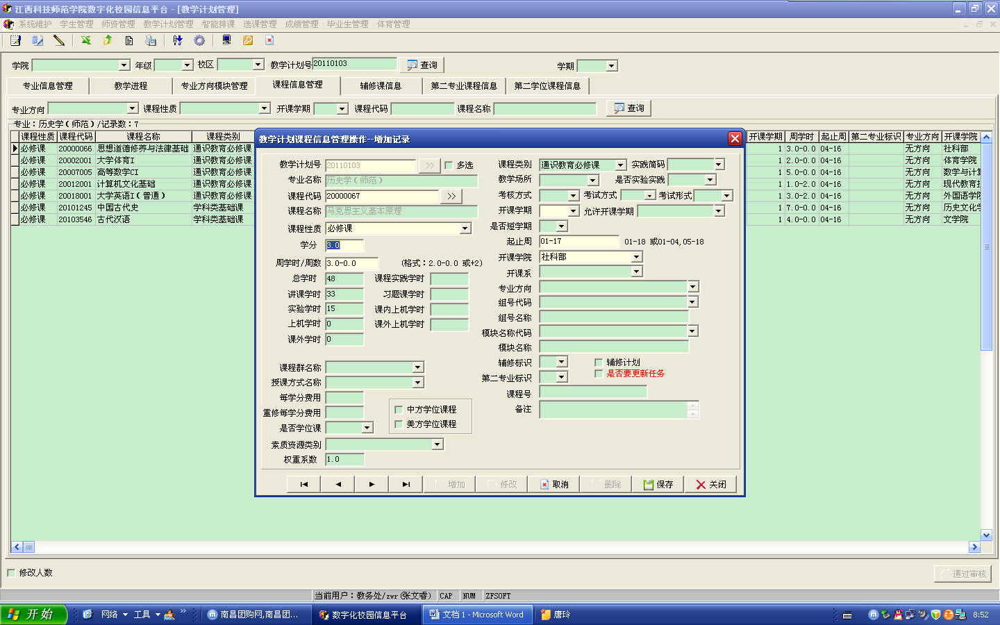 江西科技师范学院数字化校园信息平台 - [教学计划管理]
系统维护 学生管理 师资管理 教学计划管理 智能排课 选课管理 成绩管理 毕业生管理 体育管理
学院 年级 校区 教学计划号 20110103 查询 学期
专业信息管理 教学进程 专业方向模块管理 课程信息管理 辅修课信息 第二专业课程信息 第二学位课程信息
专业方向 课程性质 开课学期 课程代码 课程名称 查询
专业：历史学（师范）/记录数：7
课程性质 课程代码 课程名称 课程类别 开课学期 周学时 起止周 第二专业标识 专业方向 开课学院
必修课 20000066 思想道德修养与法律基础 通识教育必修课 1 3.0-0.0 04-16 无方向 社科部
必修课 20002001 大学体育I 通识教育必修课 1 2.0-0.0 04-16 无方向 体育学院
必修课 20007005 高等数学CI 通识教育必修课 1 5.0-0.0 04-16 无方向 数学与计
必修课 20012001 计算机文化基础 通识教育必修课 1 1.0-2.0 04-16 无方向 现代教育
必修课 20018001 大学英语I（普通） 通识教育必修课 1 3.0-2.0 04-16 无方向 外国语学
必修课 20101245 中国古代史 学科类基础课 1 7.0-0.0 04-16 无方向 历史文化
必修课 20103546 古代汉语 学科类基础课 1 4.0-0.0 04-16 无方向 文学院
教学计划课程信息管理操作--增加记录
教学计划号 20110103 >> 多选
专业名称 历史学（师范）
课程代码 20000067 >>
课程名称 马克思主义基本原理
课程性质 必修课
学分 3.0
周学时/周数 3.0-0.0 (格式：2.0-0.0 或+2)
总学时 48 课程实践学时
讲课学时 33 习题课学时
实验学时 15 课内上机学时
上机学时 0 课外上机学时
课外学时 0
课程群名称
授课方式名称
每学分费用
重修每学分费用
中方学位课程
美方学位课程
是否学位课
素质资源类别
权重系数 1.0
课程类别 通识教育必修课 实践简码
教学场所 是否实验实践
考核方式 考试方式 考试形式
开课学期 允许开课学期
是否短学期
起止周 01-17 01-18 或01-04,05-18
开课学院 社科部
开课系
专业方向
组号代码
组号名称
模块名称代码
模块名称
辅修标识 辅修计划
是否要更新任务
第二专业标识
课程号
备注
增加 修改 取消 删除 保存 关闭
修改人数 通过审核
当前用户：教务处/zwr(张文睿) CAP NUM ZFSOFT
开始 网络 工具 » 南昌团购网,南昌团... 数字化校园信息平台 文档 1 - Microsoft Word 唐玲 8:52